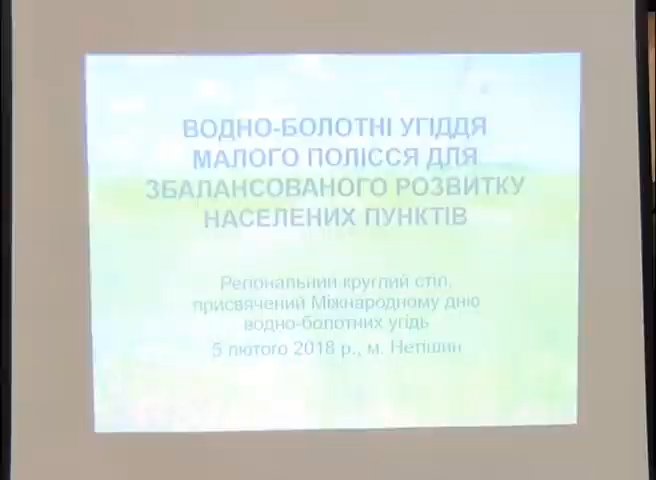 ВОДНО-БОЛОТНІ УГІДДЯ
МАЛОГО ПОЛІССЯ ДЛЯ
ЗБАЛАНСОВАНОГО РОЗВИТКУ
НАСЕЛЕНИХ ПУНКТІВ
Регіональний круглий стіл,
присвячений Міжнародному дню
водно-болотних угідь
5 лютого 2018 р., м. Нетішин